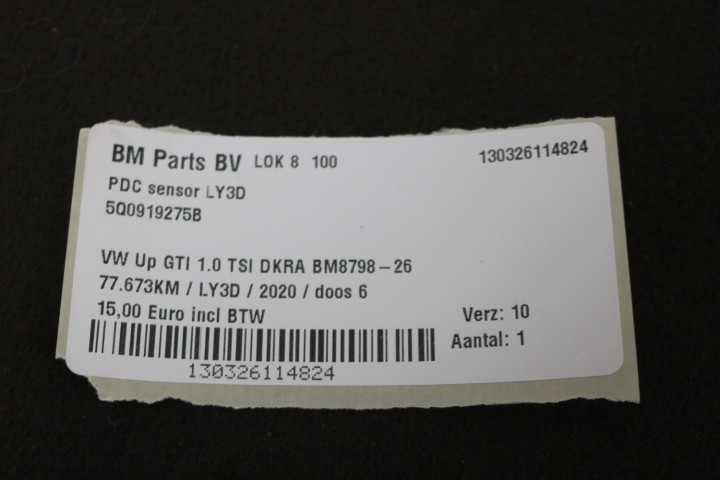 BM Parts BV LOK 8 100 130326114824
PDC sensor LY3D
5Q0919275B
VW Up GTI 1.0 TSI DKRA BM8798-26
77.673KM / LY3D / 2020 / doos 6
15,00 Euro incl BTW Verz: 10
Aantal: 1
130326114824